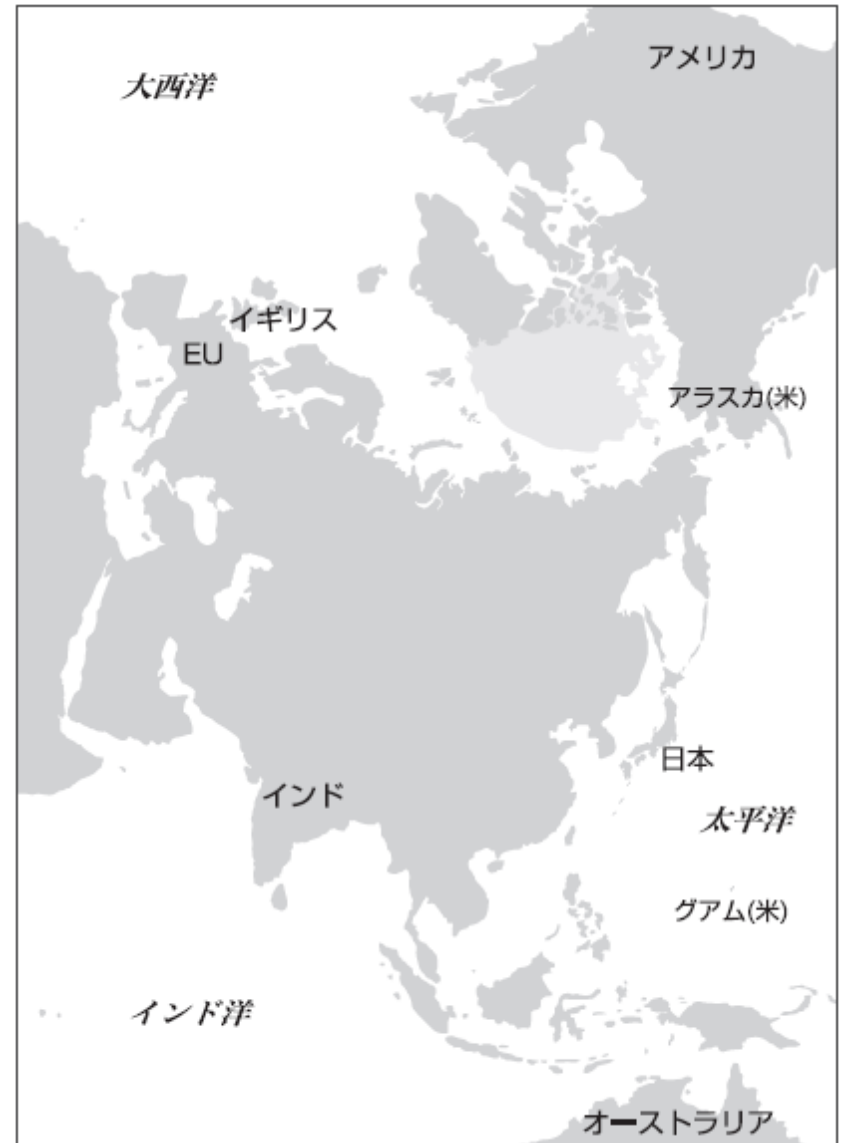 アメリカ
大西洋
イギリス
EU
アラスカ(米)
日本
インド
太平洋
グアム(米)
インド洋
オーストラリア